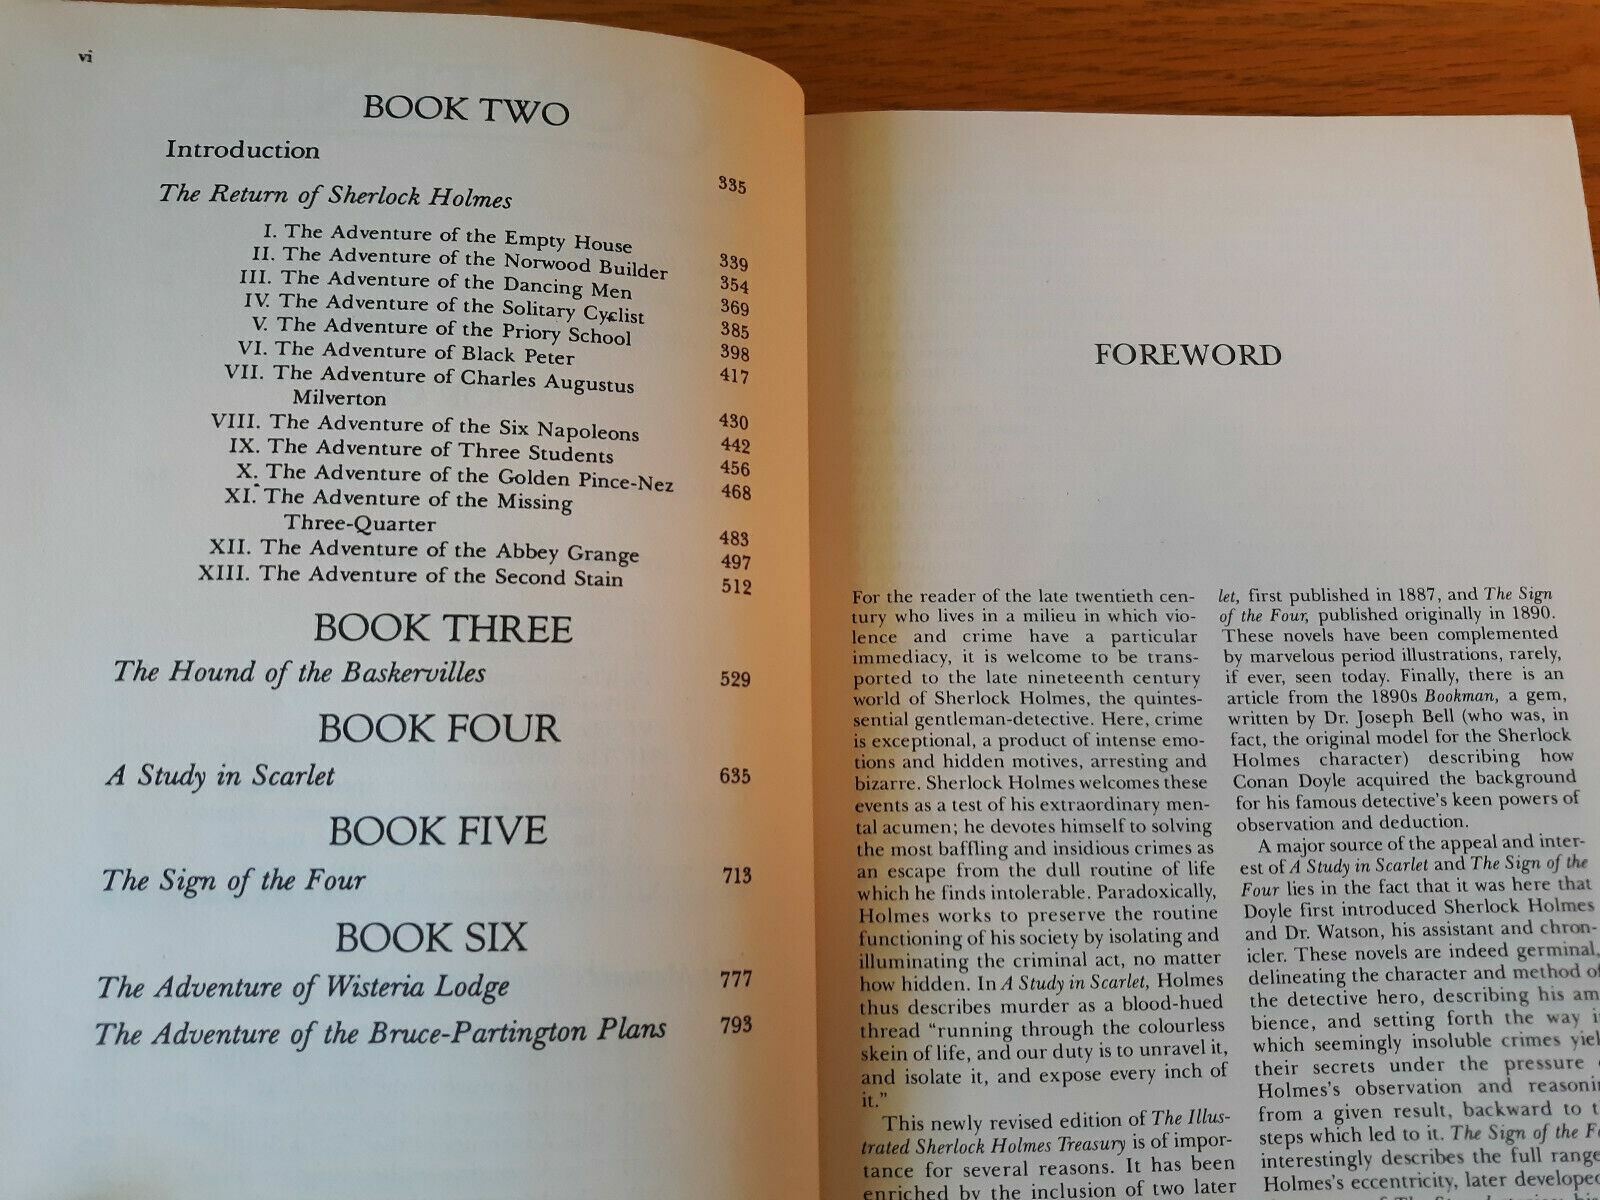 vi
BOOK TWO
Introduction 335
The Return of Sherlock Holmes
I. The Adventure of the Empty House 339
II. The Adventure of the Norwood Builder 354
III. The Adventure of the Dancing Men 369
IV. The Adventure of the Solitary Cyclist 385
V. The Adventure of the Priory School 398
VI. The Adventure of Black Peter 417
VII. The Adventure of Charles Augustus
Milverton 430
VIII. The Adventure of the Six Napoleons 442
IX. The Adventure of Three Students 456
X. The Adventure of the Golden Pince-Nez 468
XI. The Adventure of the Missing
Three-Quarter 483
XII. The Adventure of the Abbey Grange 497
XIII. The Adventure of the Second Stain 512
BOOK THREE
The Hound of the Baskervilles 529
BOOK FOUR
A Study in Scarlet 635
BOOK FIVE
The Sign of the Four 713
BOOK SIX
The Adventure of Wisteria Lodge 777
The Adventure of the Bruce-Partington Plans 793
FOREWORD
For the reader of the late twentieth cen-
tury who lives in a milieu in which vio-
lence and crime have a particular
immediacy, it is welcome to be trans-
ported to the late nineteenth century
world of Sherlock Holmes, the quintes-
sential gentleman-detective. Here, crime
is exceptional, a product of intense emo-
tions and hidden motives, arresting and
bizarre. Sherlock Holmes welcomes these
events as a test of his extraordinary men-
tal acumen; he devotes himself to solving
the most baffling and insidious crimes as
an escape from the dull routine of life
which he finds intolerable. Paradoxically,
Holmes works to preserve the routine
functioning of his society by isolating and
illuminating the criminal act, no matter
how hidden. In A Study in Scarlet, Holmes
thus describes murder as a blood-hued
thread "running through the colourless
skein of life, and our duty is to unravel it,
and isolate it, and expose every inch of
it."
This newly revised edition of The Illus-
trated Sherlock Holmes Treasury is of impor-
tance for several reasons. It has been
enriched by the inclusion of two later
let, first published in 1887, and The Sign
of the Four, published originally in 1890.
These novels have been complemented
by marvelous period illustrations, rarely,
if ever, seen today. Finally, there is an
article from the 1890s Bookman, a gem,
written by Dr. Joseph Bell (who was, in
fact, the original model for the Sherlock
Holmes character) describing how
Conan Doyle acquired the background
for his famous detective's keen powers of
observation and deduction.
A major source of the appeal and inter-
est of A Study in Scarlet and The Sign of the
Four lies in the fact that it was here that
Doyle first introduced Sherlock Holmes
and Dr. Watson, his assistant and chron-
icler. These novels are indeed germinal,
delineating the character and method of
the detective hero, describing his am-
bience, and setting forth the way
which seemingly insoluble crimes
their secrets under the pressure
Holmes's observation and
from a given result, backward to
steps which led to it. The Sign of the
interestingly describes the full range
Holmes's eccentricity, later developed